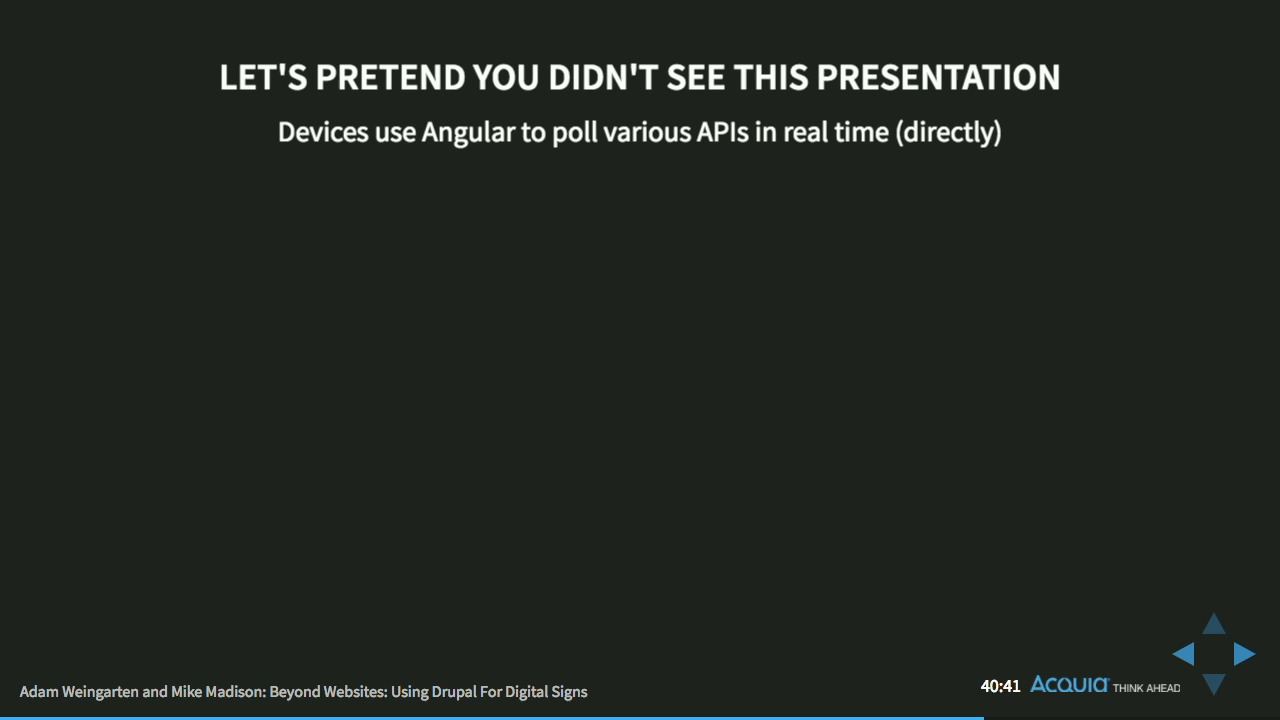 LET'S PRETEND YOU DIDN'T SEE THIS PRESENTATION
Devices use Angular to poll various APIs in real time (directly)
Adam Weingarten and Mike Madison: Beyond Websites: Using Drupal For Digital Signs
40:41
ACQUIA THINK AHEAD